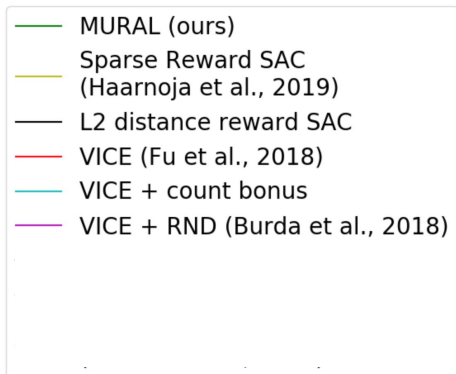 MURAL (ours)
Sparse Reward SAC
(Haarnoja et al., 2019)
L2 distance reward SAC
VICE (Fu et al., 2018)
VICE + count bonus
VICE + RND (Burda et al., 2018)